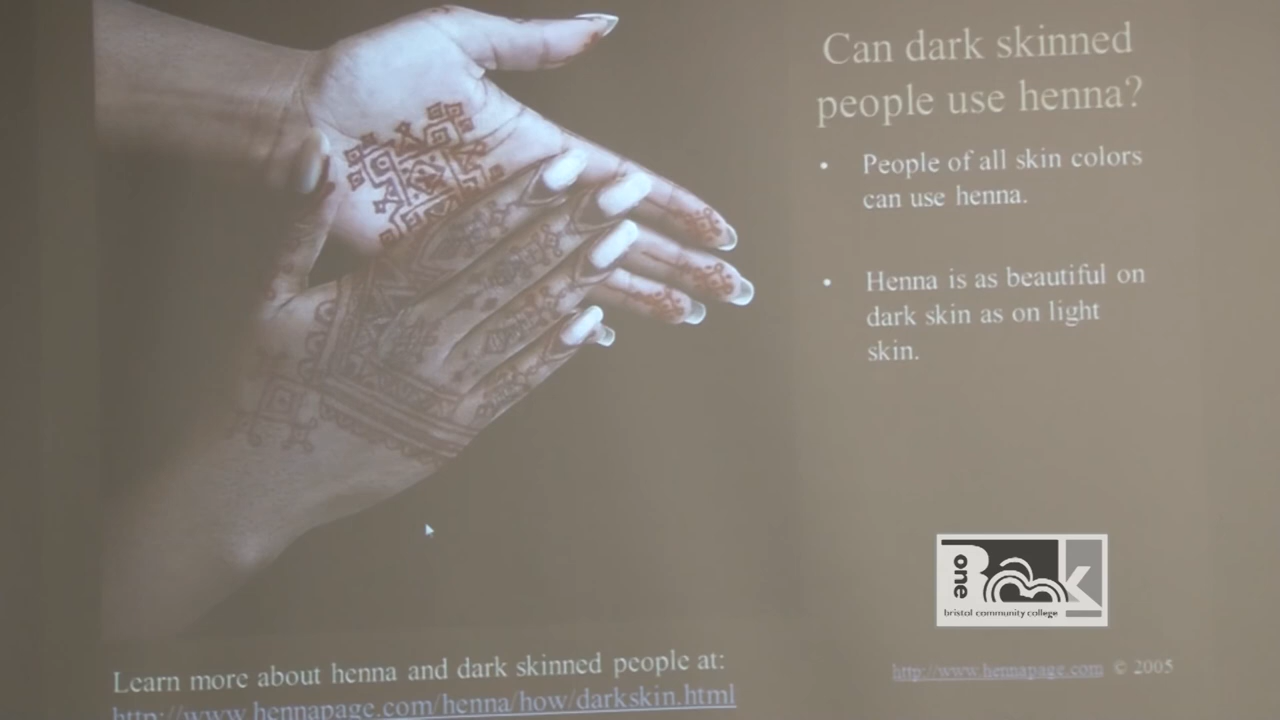 Can dark skinned
people use henna?
• People of all skin colors
can use henna.
• Henna is as beautiful on
dark skin as on light
skin.
one Book
bristol community college
http://www.hennapage.com © 2005
Learn more about henna and dark skinned people at:
http://www.hennapage.com/henna/how/darkskin.html